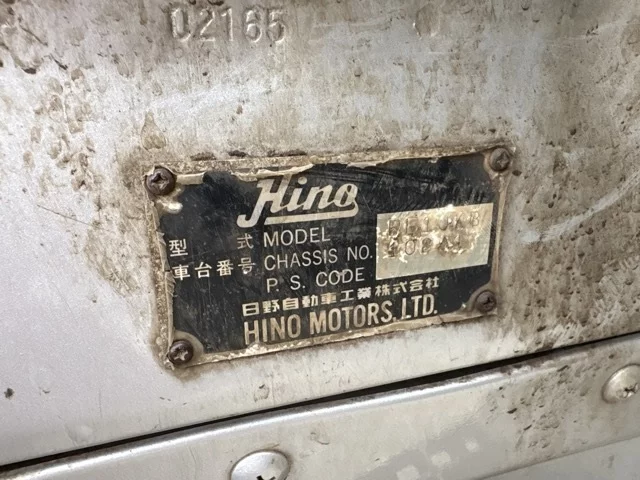 02165
Hino
型 式 MODEL
車台番号 CHASSIS NO.
P. S. CODE
日野自動車工業株式会社
HINO MOTORS, LTD.